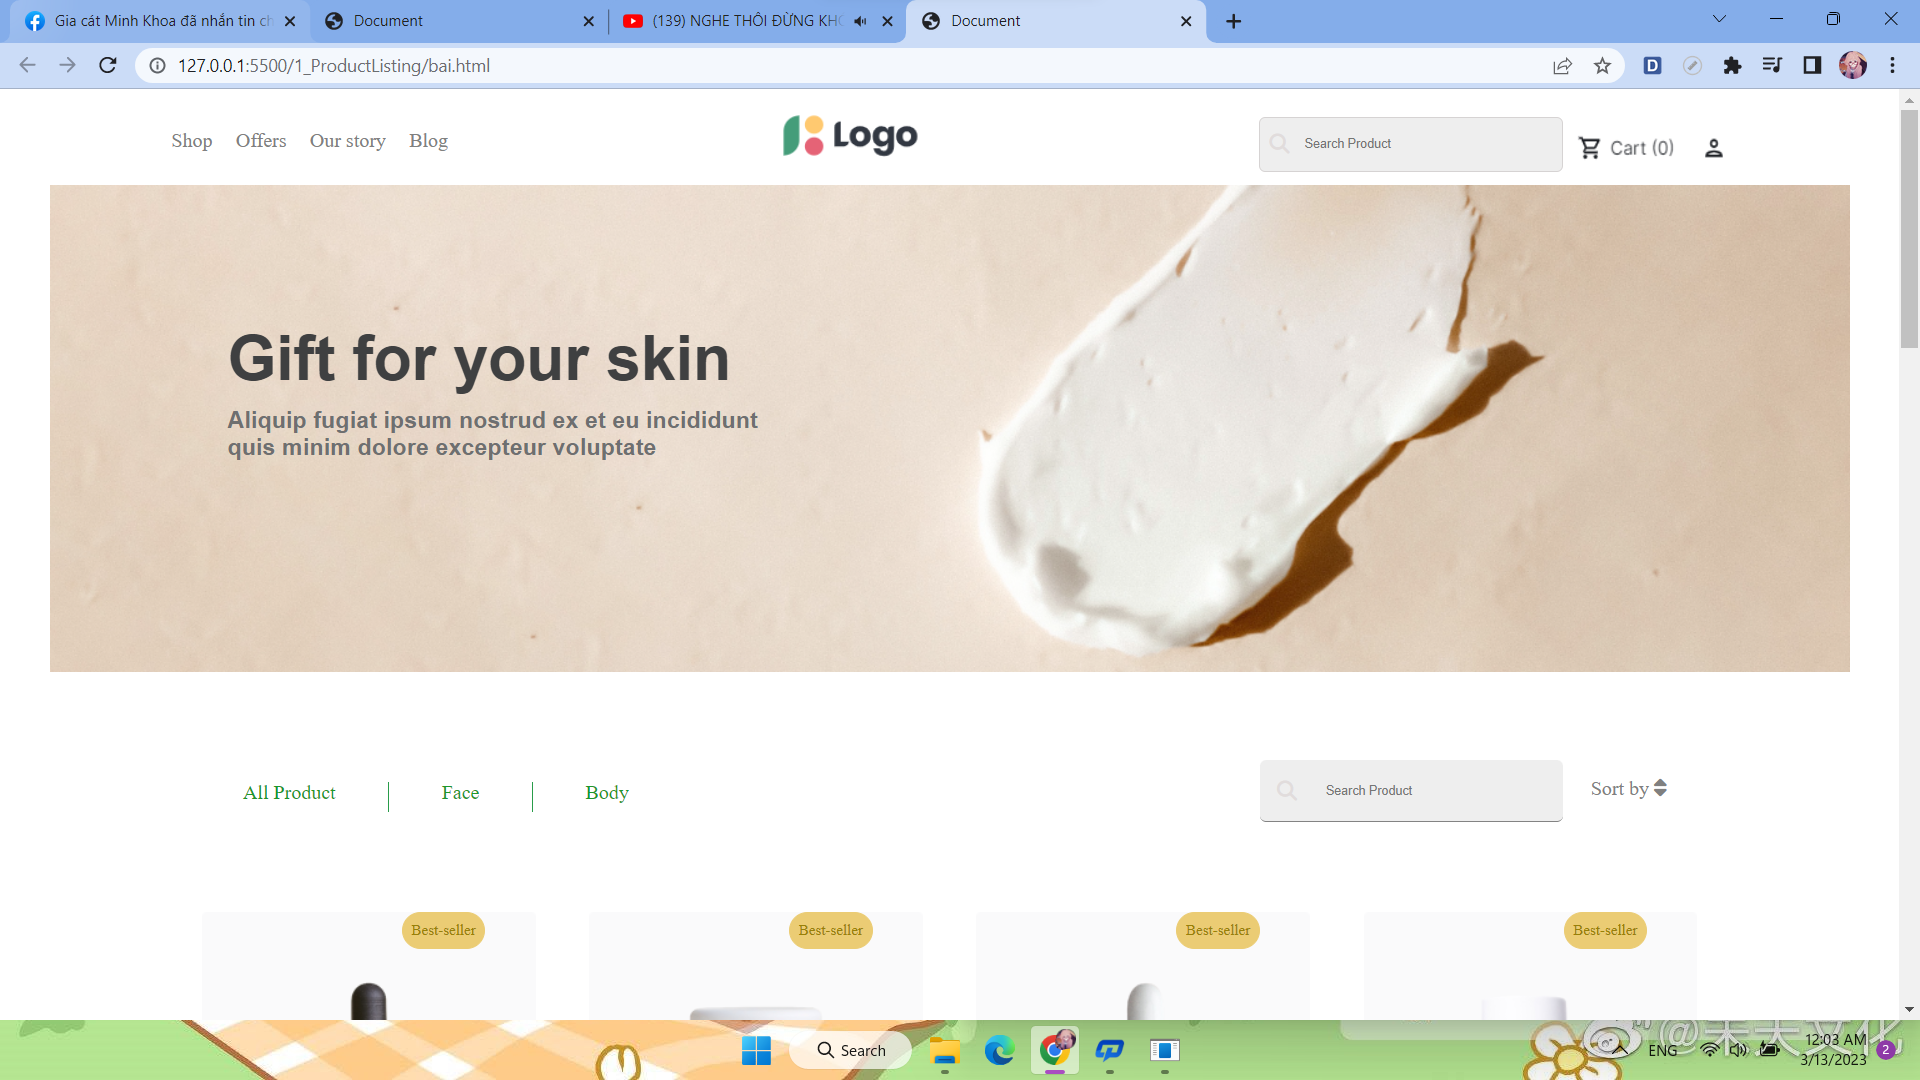 Gia cát Minh Khoa đã nhắn tin ch
Document
(139) NGHE THÔI ĐỪNG KHÓ
Document
127.0.0.1:5500/1_ProductListing/bai.html
Shop Offers Our story Blog
Logo
Search Product
Cart (0)
Gift for your skin
Aliquip fugiat ipsum nostrud ex et eu incididunt
quis minim dolore excepteur voluptate
All Product
Face
Body
Search Product
Sort by
Best-seller
Best-seller
Best-seller
Best-seller
Search
ENG
12:03 AM
3/13/2023
2